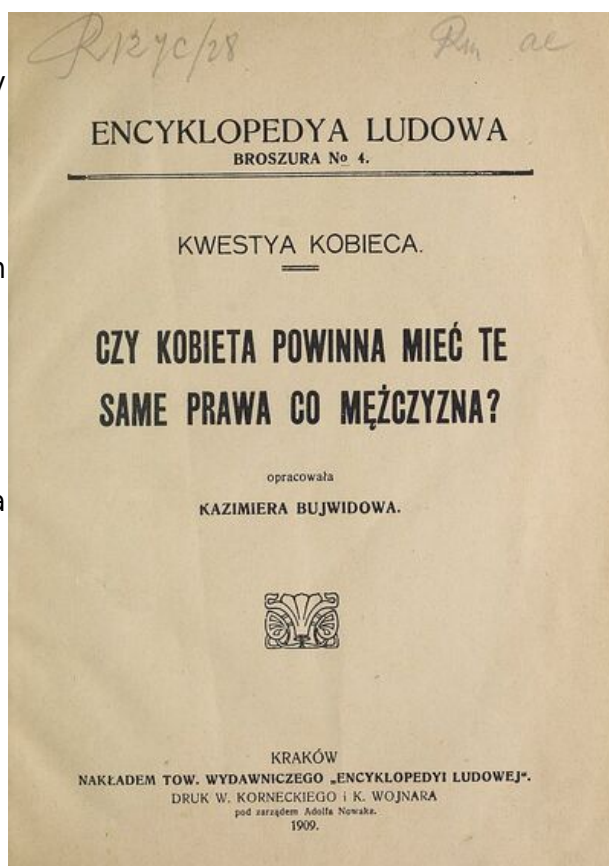 ENCYKLOPEDYA LUDOWA
BROSZURA No 4.
KWESTYA KOBIECA.
CZY KOBIETA POWINNA MIEĆ TE
SAME PRAWA CO MĘŻCZYZNA?
opracowała
KAZIMIERA BUJWIDOWA.
KRAKÓW
NAKŁADEM TOW. WYDAWNICZEGO „ENCYKLOPEDYI LUDOWEJ“.
DRUK W. KORNECKIEGO i K. WOJNARA
pod zarządem Adolfa Nowaka.
1909.